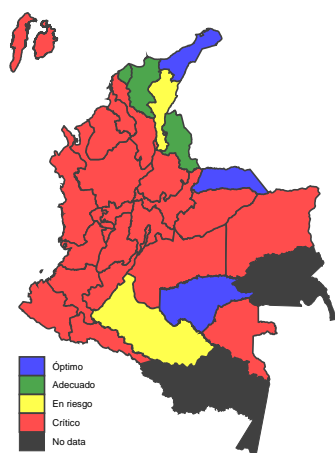 Óptimo
Adecuado
En riesgo
Crítico
No data